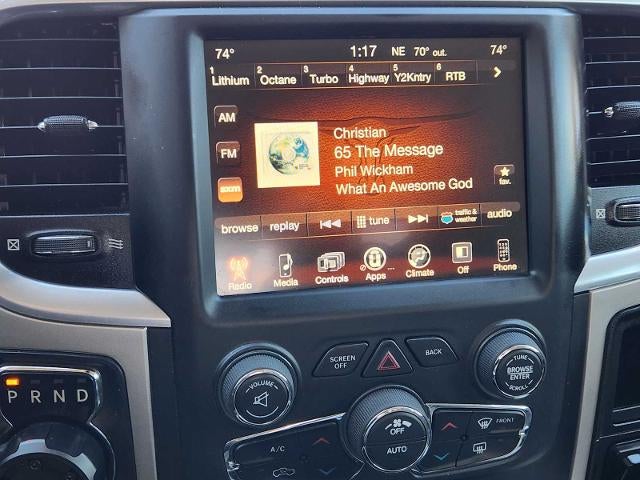 74° 1:17 NE 70° out. 74°
1 Lithium 2 Octane 3 Turbo 4 Highway 5 Y2Kntry 6 RTB
AM
FM
sxm
Christian
65 The Message
Phil Wickham
What An Awesome God
fav.
browse replay tune traffic & weather audio
Radio Media Controls Apps ... Climate Off Phone
SCREEN OFF
BACK
VOLUME
TUNE
BROWSE
ENTER
SCROLL
P R N D
A/C
OFF
AUTO
FRONT